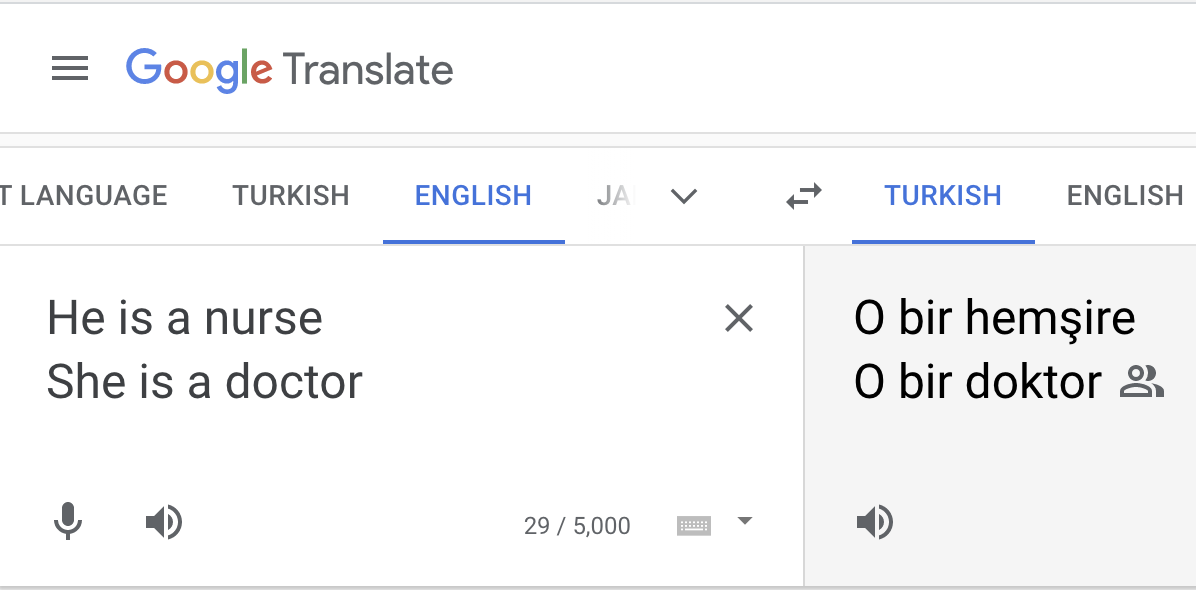 Google Translate
T LANGUAGE TURKISH ENGLISH JA TURKISH ENGLISH
He is a nurse
She is a doctor
29 / 5,000
O bir hemşire
O bir doktor